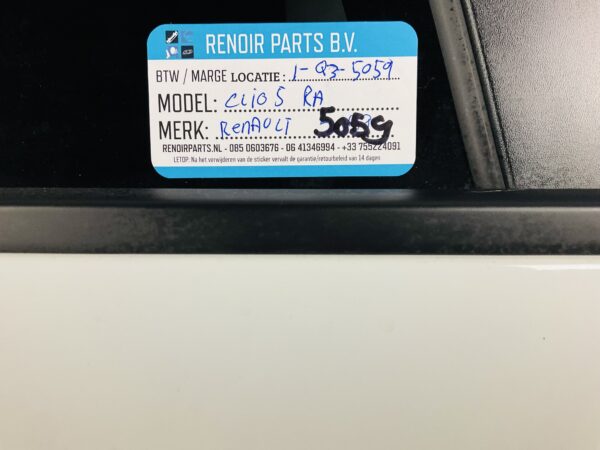 RENOIR PARTS B.V.
BTW / MARGE LOCATIE : 1-Q3-5059
MODEL: CLIO 5 RA
MERK: RENAULT 5059
RENOIRPARTS.NL - 085 0603676 - 06 41346994 - +33 755224091
LETOP: Na het verwijderen van de sticker vervalt de garantie/retourbeleid van 14 dagen